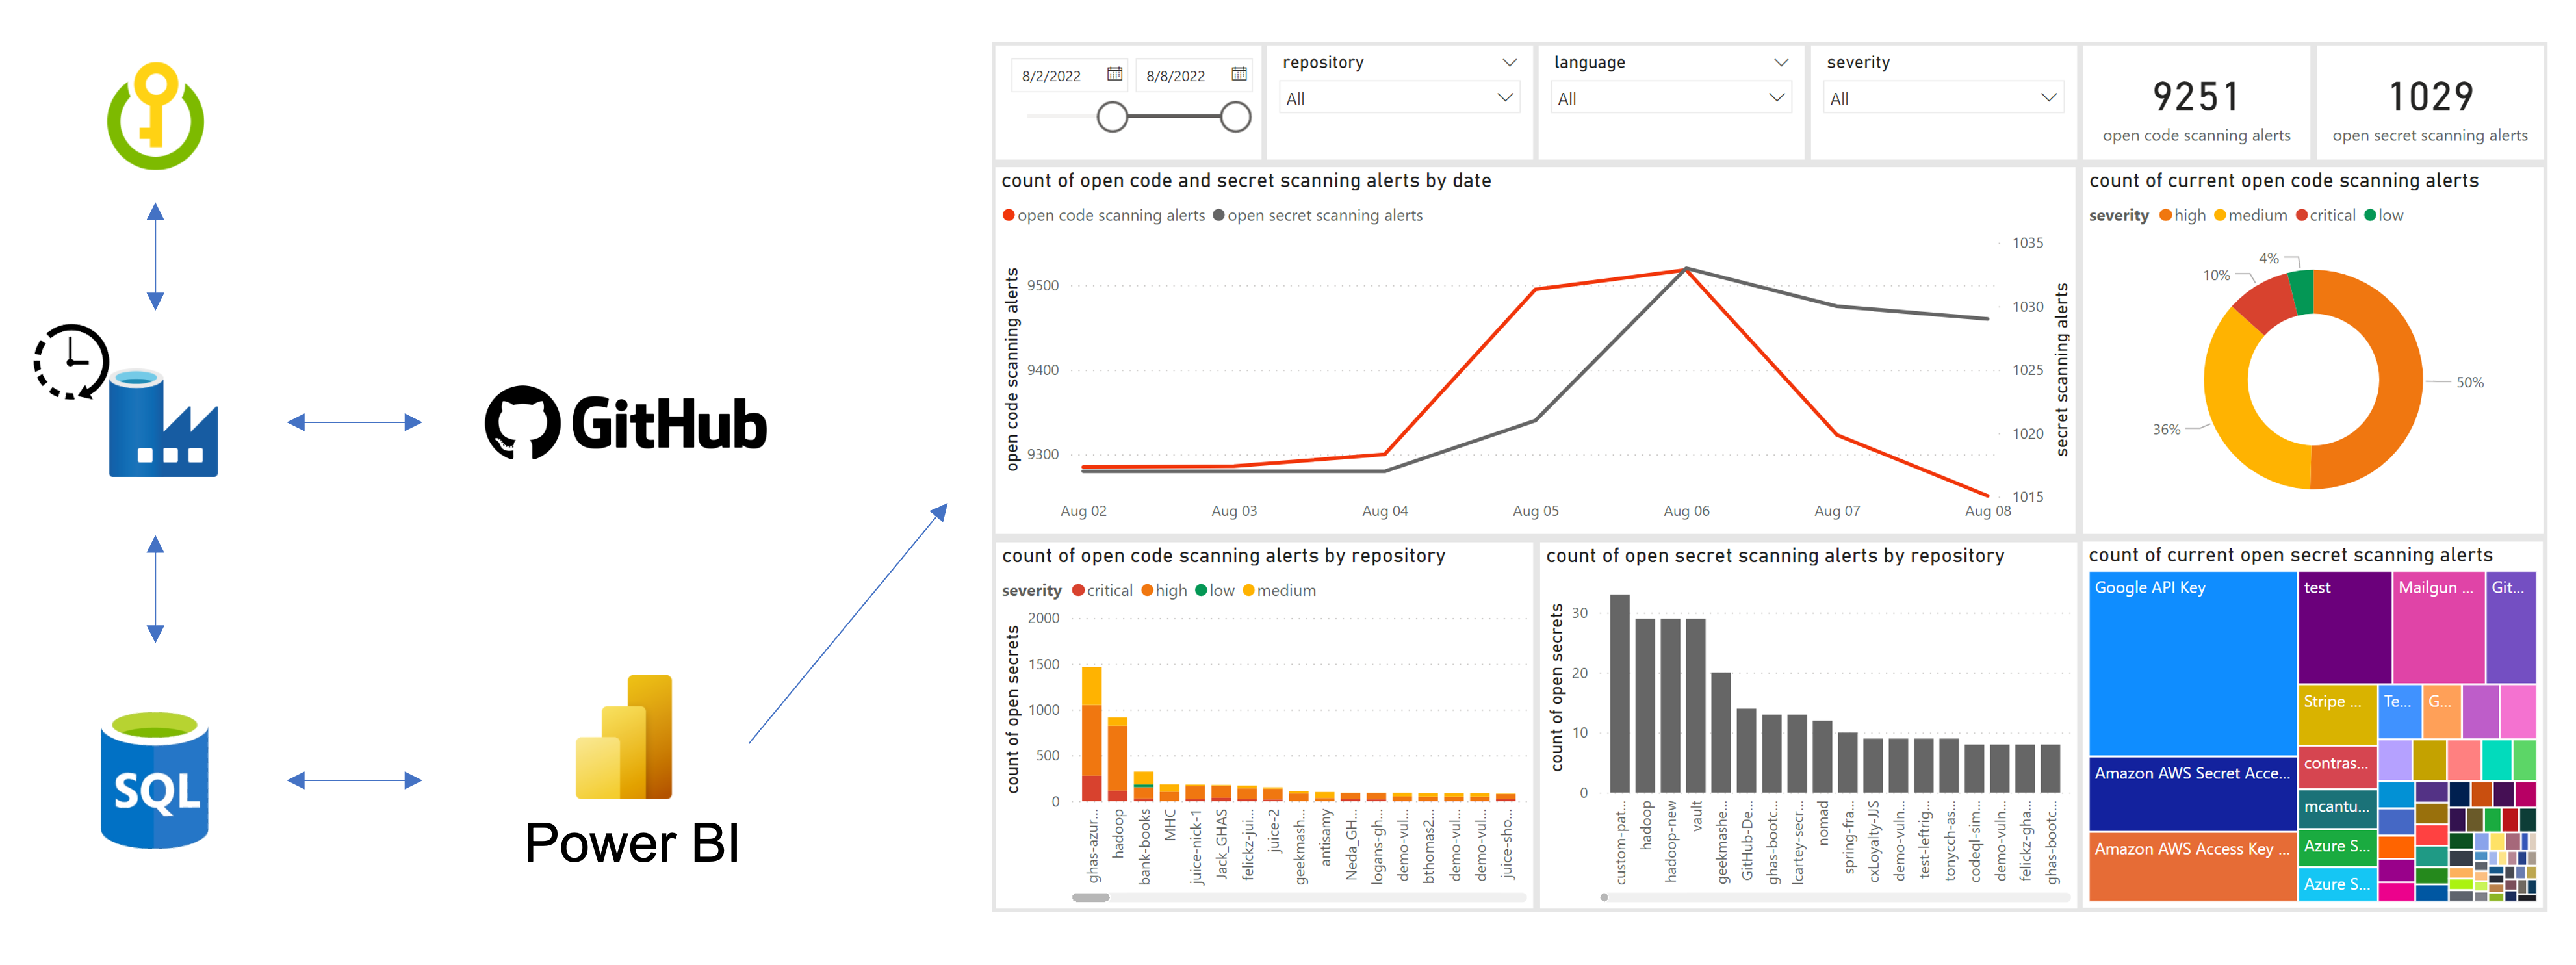 GitHub
SQL
Power BI
8/2/2022
8/8/2022
repository
All
language
All
severity
All
9251
open code scanning alerts
1029
open secret scanning alerts
count of open code and secret scanning alerts by date
open code scanning alerts
open secret scanning alerts
open code scanning alerts
9500
9400
9300
1035
1030
1025
1020
1015
secret scanning alerts
Aug 02
Aug 03
Aug 04
Aug 05
Aug 06
Aug 07
Aug 08
count of current open code scanning alerts
severity high medium critical low
4%
10%
36%
50%
count of open code scanning alerts by repository
severity critical high low medium
count of open secrets
2000
1500
1000
500
0
ghas-azur...
hadoop
bank-books
MHC
juice-nick-1
Jack_GHAS
felickz-jui...
juice-2
geekmash...
antisamy
Neda_GH...
logans-gh...
demo-vul...
bthomas2...
demo-vul...
demo-vul...
juice-sho...
count of open secret scanning alerts by repository
count of open secrets
30
20
10
0
custom-pat...
hadoop
hadoop-new
vault
geekmashe...
GitHub-De...
ghas-bootc...
lcartey-secr...
nomad
spring-fra...
cxLoyalty-JJS
demo-vuln...
test-leftrig...
tonycch-as...
codeql-sim...
demo-vuln...
felickz-gha...
ghas-bootc...
count of current open secret scanning alerts
Google API Key
test
Mailgun ...
Git...
Stripe ...
Te...
G...
Amazon AWS Secret Acce...
contras...
mcantu...
Amazon AWS Access Key ...
Azure S...
Azure S...